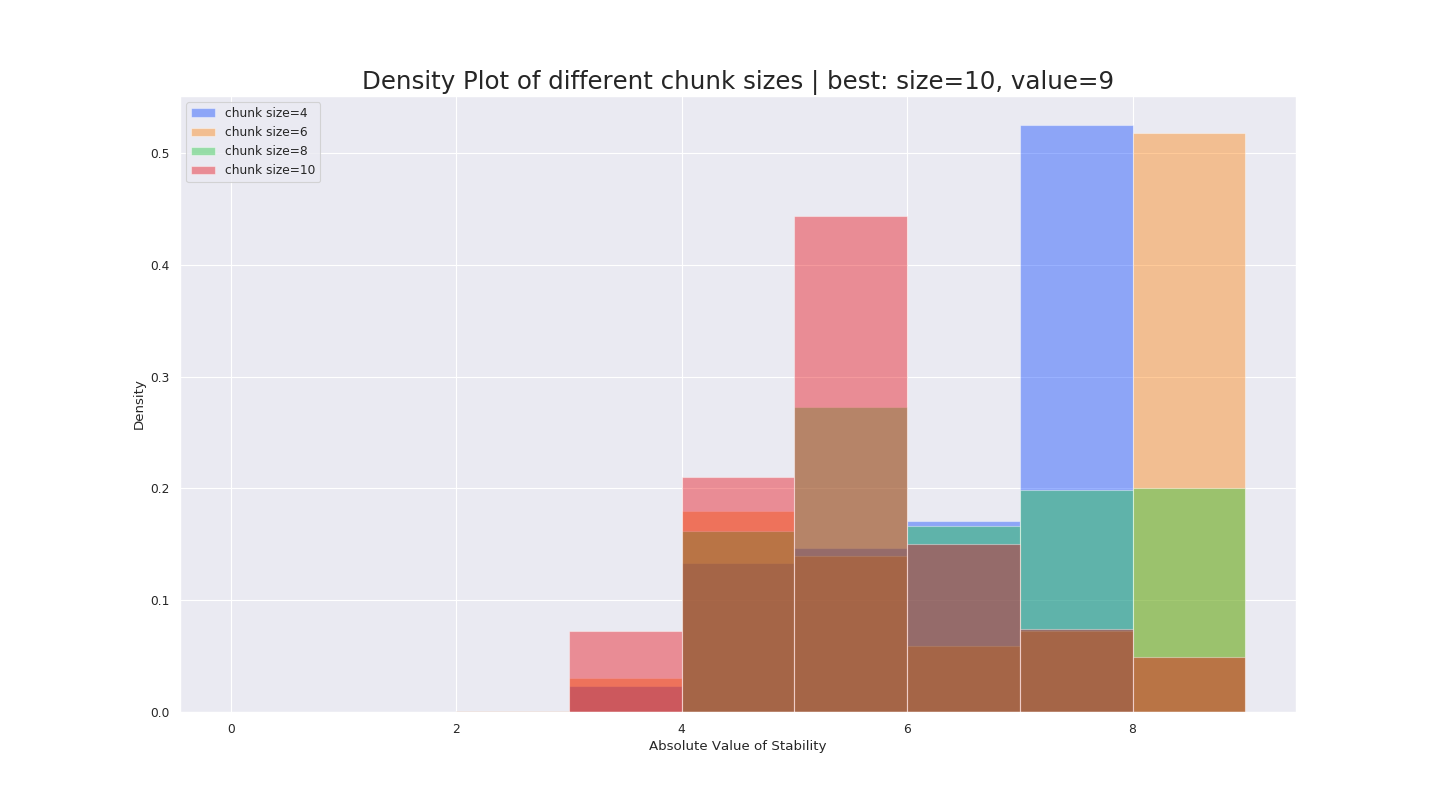 Density Plot of different chunk sizes | best: size=10, value=9
chunk size=4
chunk size=6
chunk size=8
chunk size=10
0.5
0.4
0.3
0.2
0.1
0.0
Density
0 2 4 6 8
Absolute Value of Stability